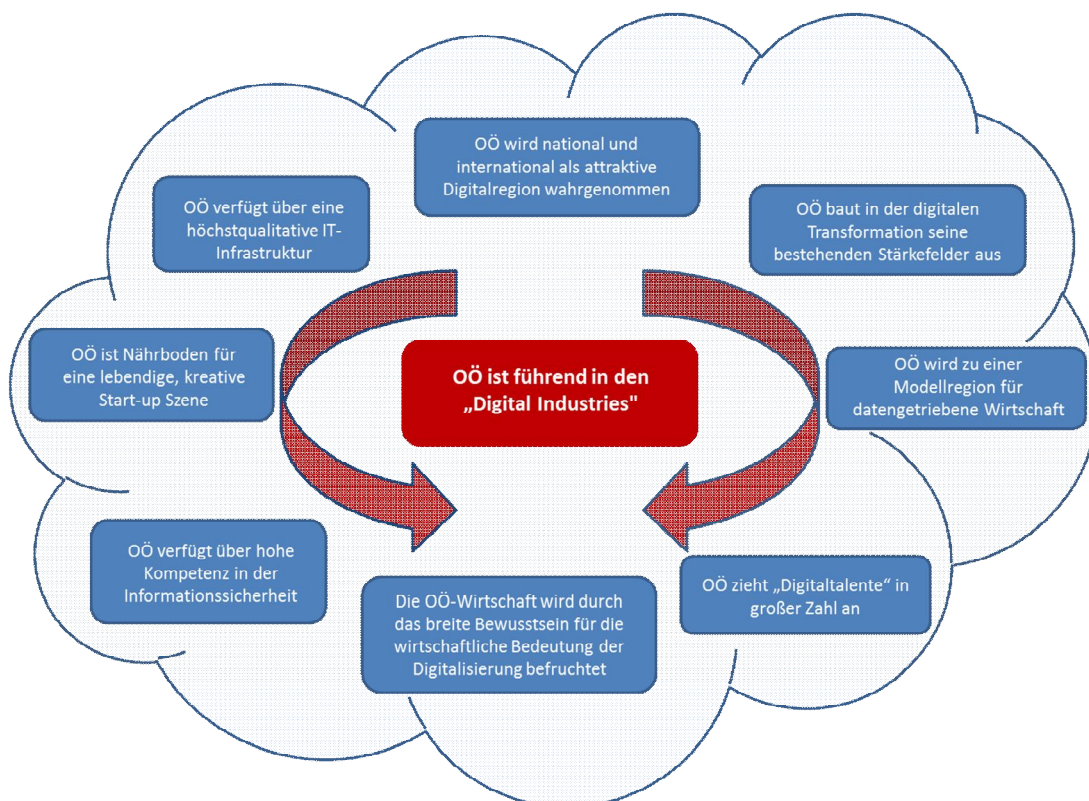 OÖ wird national und
international als attraktive
Digitalregion wahrgenommen
OÖ verfügt über eine
höchstqualitative IT-
Infrastruktur
OÖ baut in der digitalen
Transformation seine
bestehenden Stärkefelder aus
OÖ ist Nährboden für
eine lebendige, kreative
Start-up Szene
OÖ ist führend in den
„Digital Industries"
OÖ wird zu einer
Modellregion für
datengetriebene Wirtschaft
OÖ verfügt über hohe
Kompetenz in der
Informationssicherheit
Die OÖ-Wirtschaft wird durch
das breite Bewusstsein für die
wirtschaftliche Bedeutung der
Digitalisierung befruchtet
OÖ zieht „Digitaltalente“ in
großer Zahl an